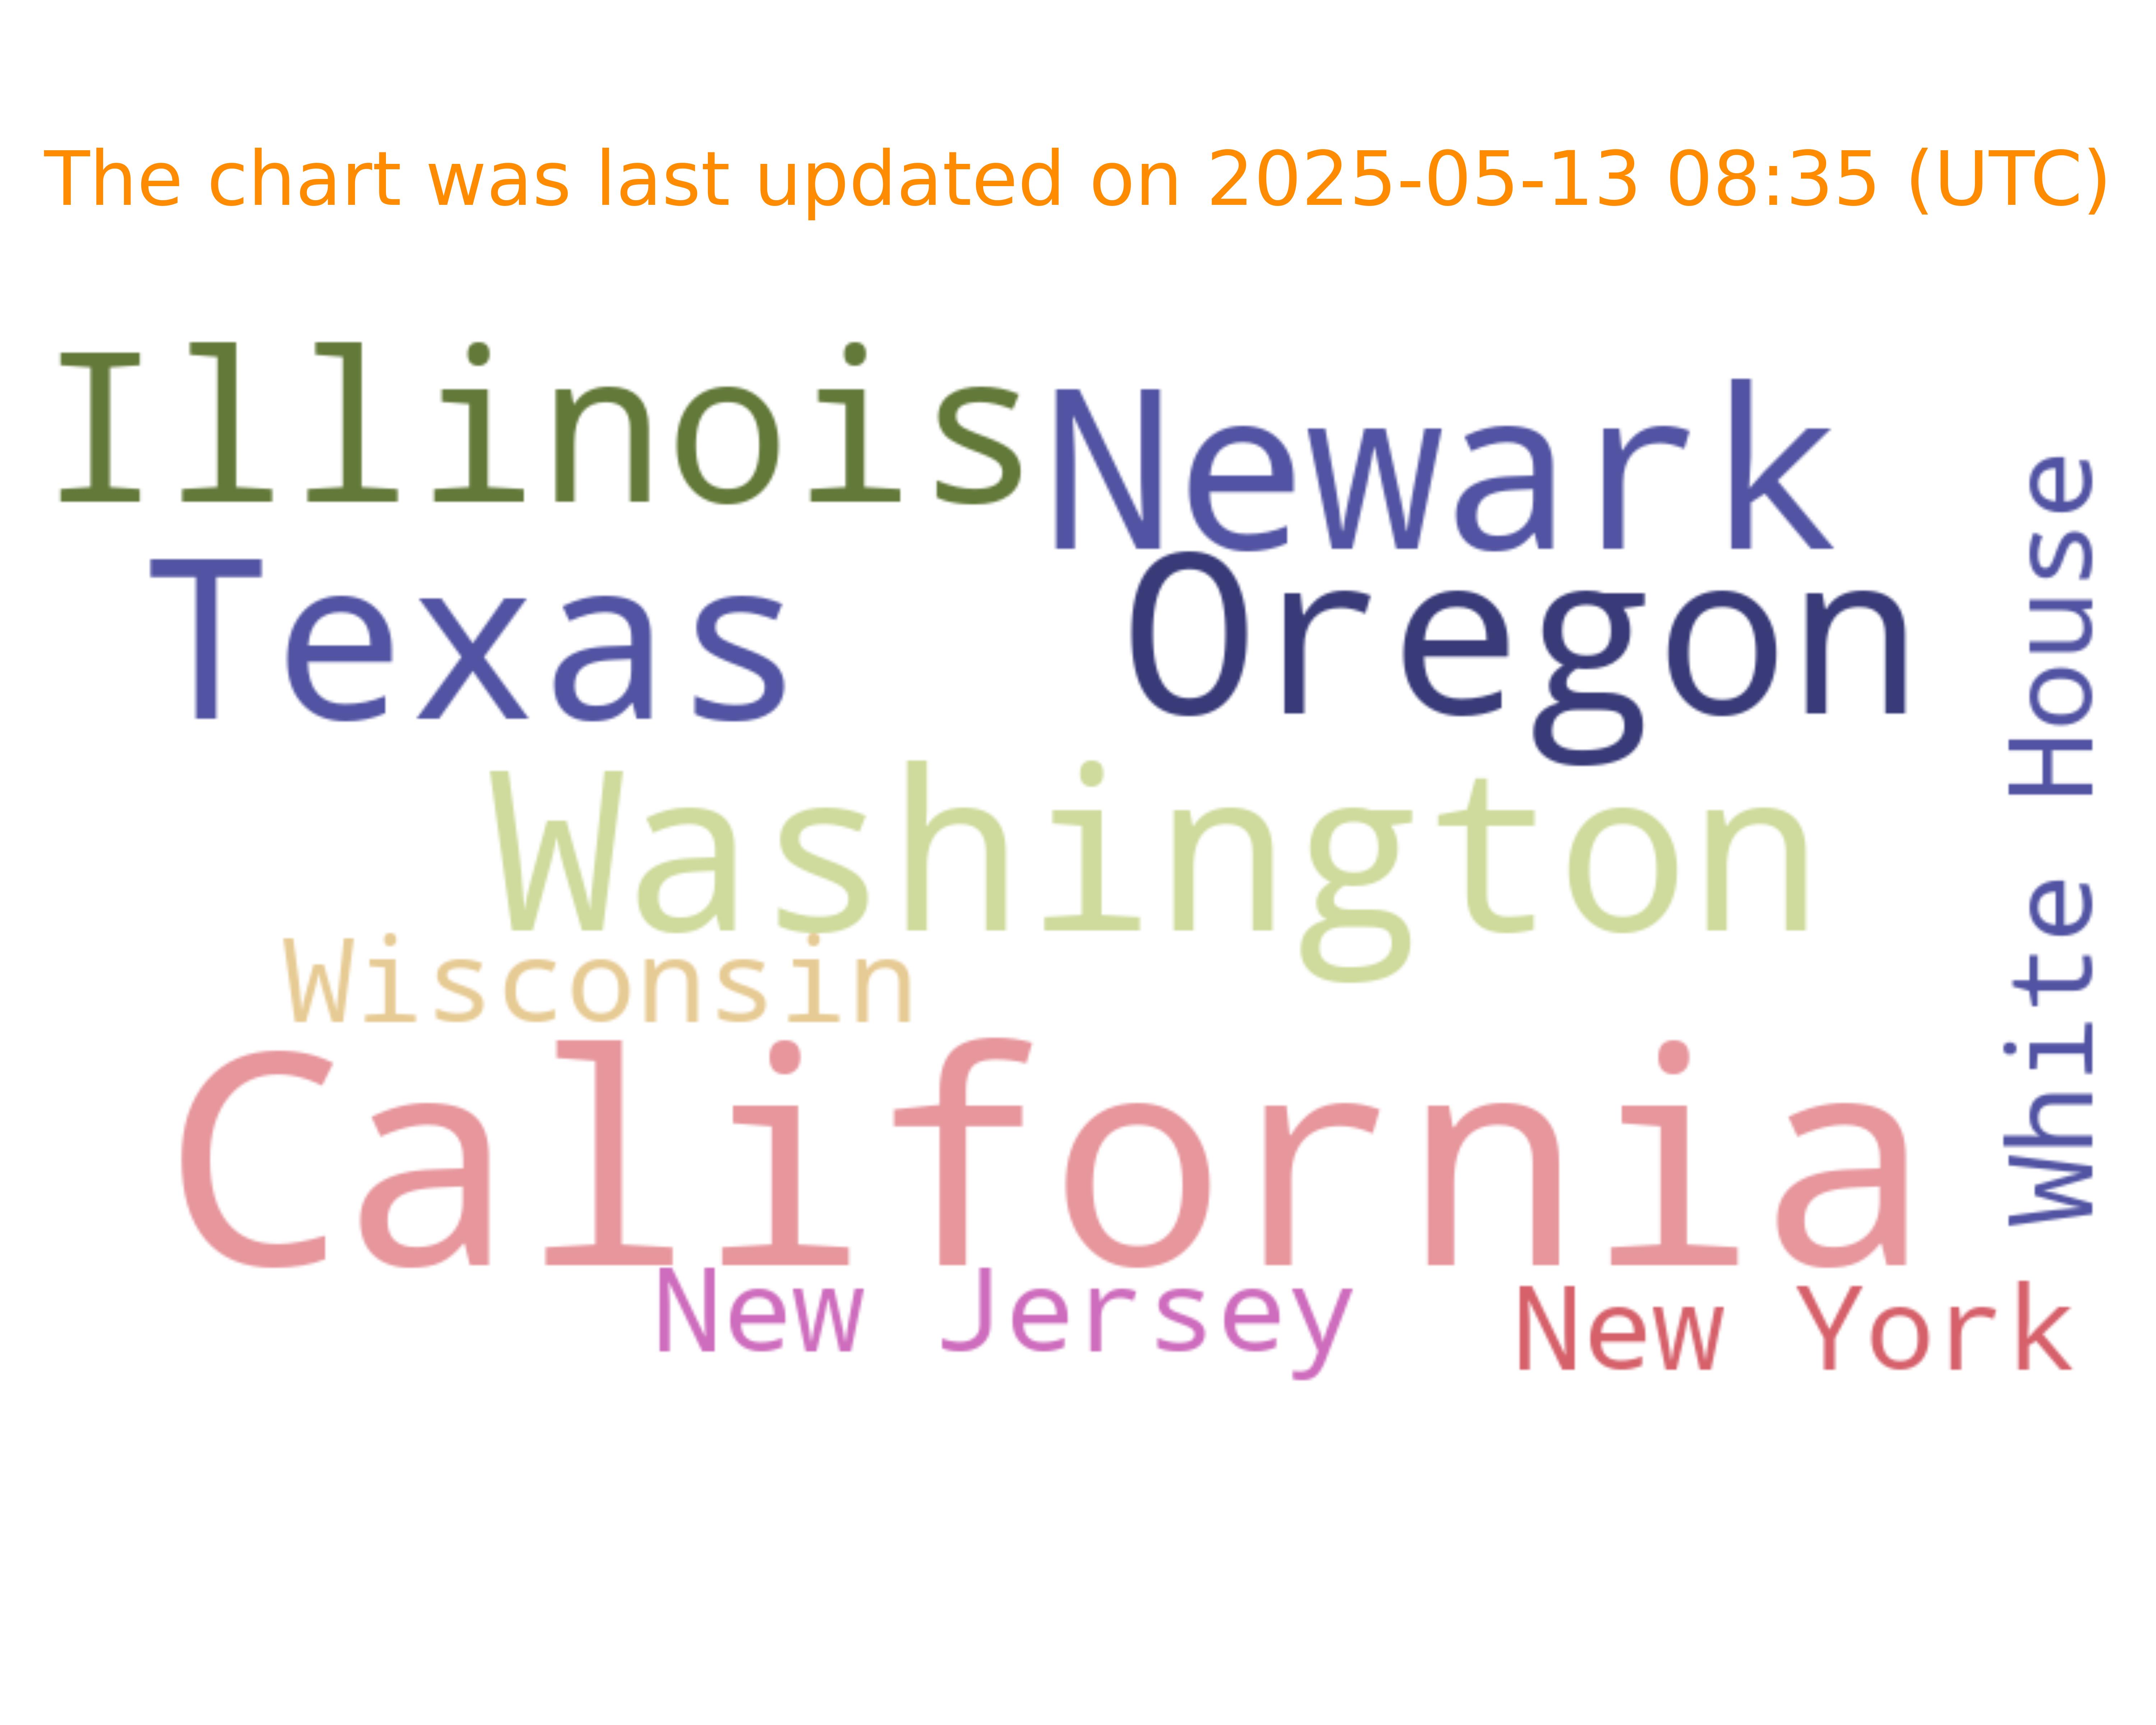 The chart was last updated on 2025-05-13 08:35 (UTC)
Illinois
Newark
Texas
Oregon
White House
Washington
Wisconsin
California
New Jersey
New York